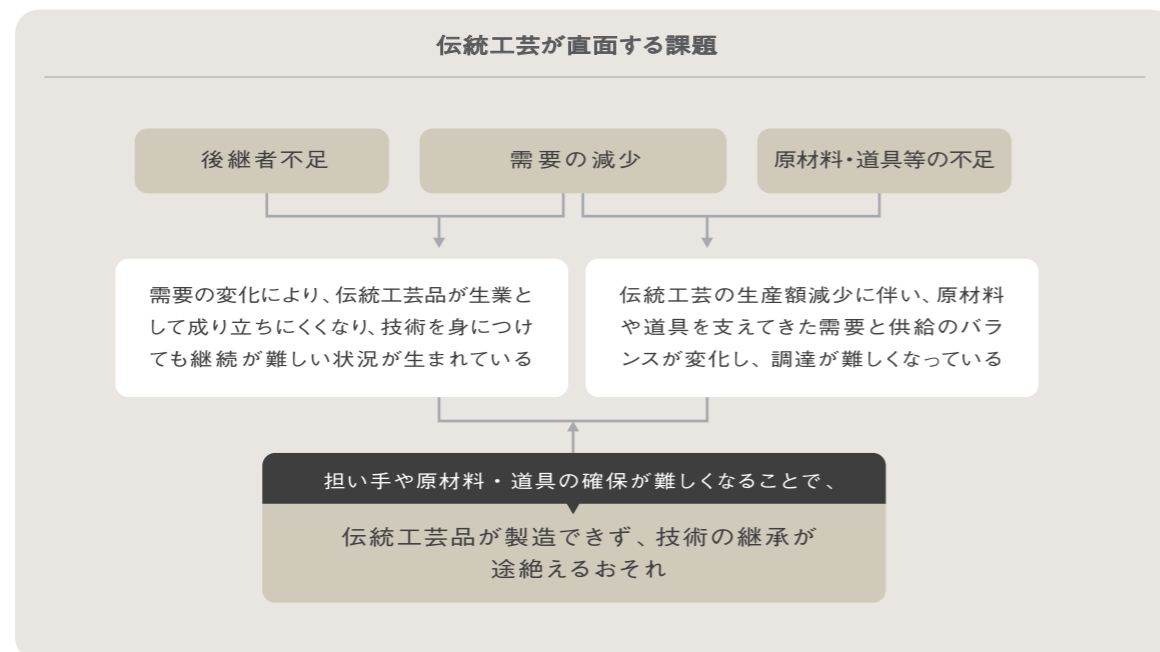 伝統工芸が直面する課題
後継者不足
需要の減少
原材料・道具等の不足
需要の変化により、伝統工芸品が生業と
して成り立ちにくくなり、技術を身につけ
ても継続が難しい状況が生まれている
伝統工芸の生産額減少に伴い、原材料
や道具を支えてきた需要と供給のバラ
ンスが変化し、調達が難しくなっている
担い手や原材料・道具の確保が難しくなることで、
伝統工芸品が製造できず、技術の継承が
途絶えるおそれ